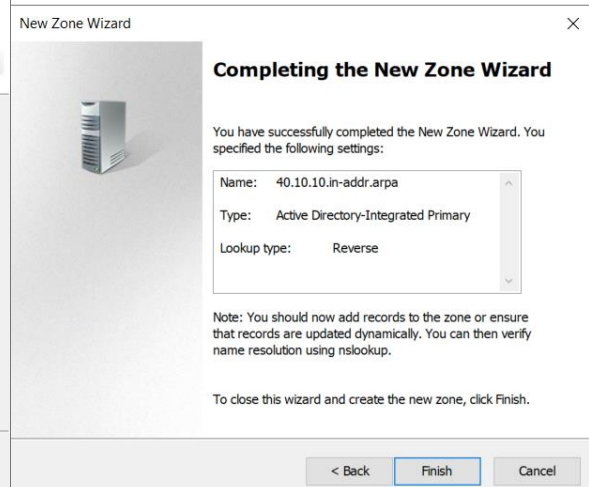 New Zone Wizard
Completing the New Zone Wizard
You have successfully completed the New Zone Wizard. You
specified the following settings:
Name: 40.10.10.in-addr.arpa
Type: Active Directory-Integrated Primary
Lookup type: Reverse
Note: You should now add records to the zone or ensure
that records are updated dynamically. You can then verify
name resolution using nslookup.
To close this wizard and create the new zone, click Finish.
< Back Finish Cancel